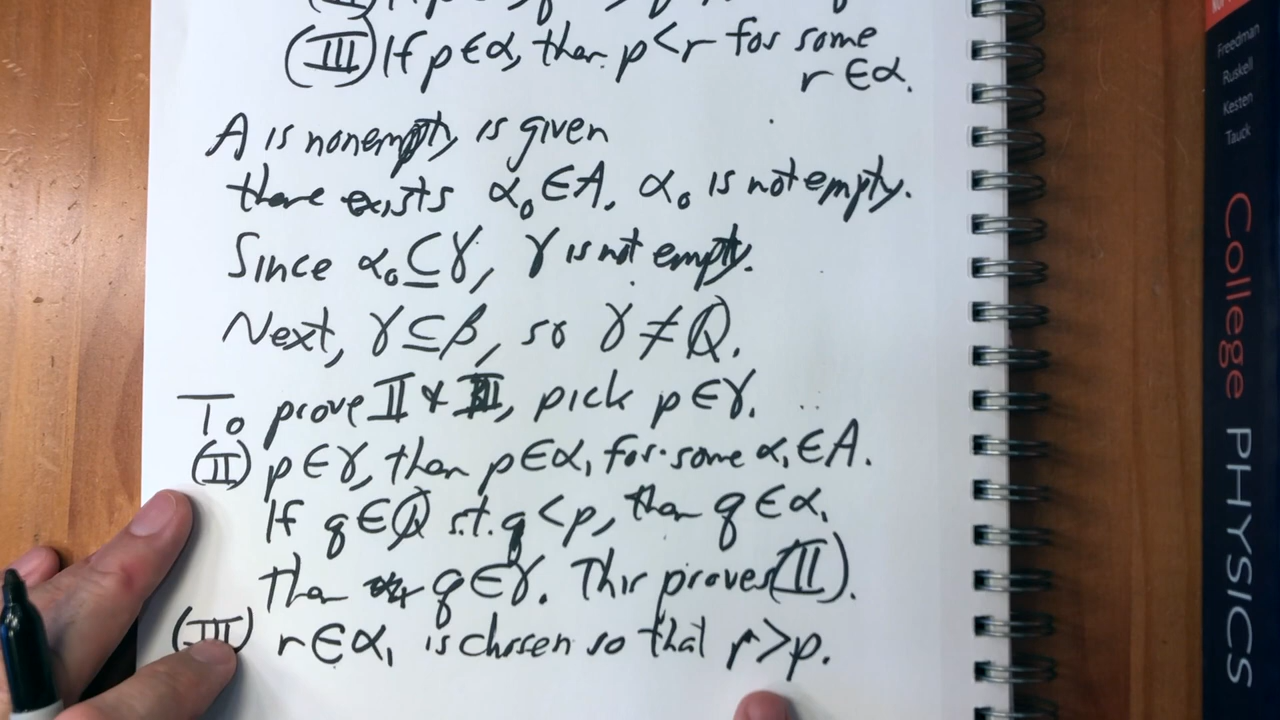 (III) If p∈α, then p<r for some
r∈α.
A is nonempty is given
there exists α₀∈A. α₀ is not empty.
Since α₀⊆γ, γ is not empty.
Next, γ⊆β, so γ≠ℚ.
To prove II & III, pick p∈γ.
(II) p∈γ, then p∈α₁ for some α₁∈A.
If q∈ℚ s.t. q<p, then q∈α₁
then q∈γ. This proves (II).
(III) r∈α₁ is chosen so that r>p.
Freedman
Ruskell
Kesten
Tauck
College PHYSICS